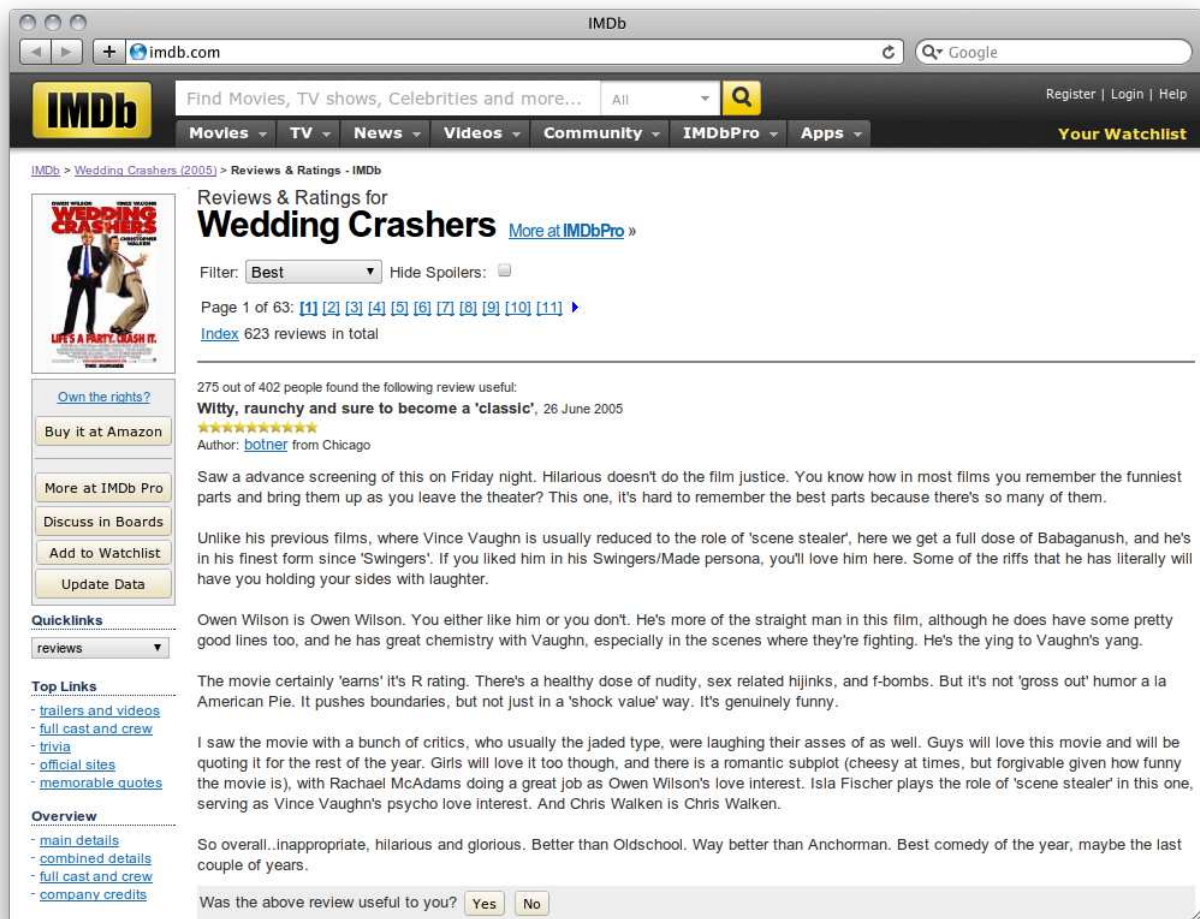 IMDb
imdb.com
Google
IMDb
Find Movies, TV shows, Celebrities and more...
All
Register | Login | Help
Movies TV News Videos Community IMDbPro Apps
Your Watchlist
IMDb > Wedding Crashers (2005) > Reviews & Ratings - IMDb
OWEN WILSON VINCE VAUGHN
WEDDING
CRASHERS
CHRISTOPHER
WALKEN
LIFE'S A PARTY. CRASH IT.
THIS SUMMER
Reviews & Ratings for
Wedding Crashers More at IMDbPro »
Filter: Best Hide Spoilers:
Page 1 of 63: [1] [2] [3] [4] [5] [6] [7] [8] [9] [10] [11]
Index 623 reviews in total
Own the rights?
Buy it at Amazon
More at IMDb Pro
Discuss in Boards
Add to Watchlist
Update Data
Quicklinks
reviews
Top Links
- trailers and videos
- full cast and crew
- trivia
- official sites
- memorable quotes
Overview
- main details
- combined details
- full cast and crew
- company credits
275 out of 402 people found the following review useful:
Witty, raunchy and sure to become a 'classic', 26 June 2005
Author: botner from Chicago
Saw a advance screening of this on Friday night. Hilarious doesn't do the film justice. You know how in most films you remember the funniest
parts and bring them up as you leave the theater? This one, it's hard to remember the best parts because there's so many of them.
Unlike his previous films, where Vince Vaughn is usually reduced to the role of 'scene stealer', here we get a full dose of Babaganush, and he's
in his finest form since 'Swingers'. If you liked him in his Swingers/Made persona, you'll love him here. Some of the riffs that he has literally will
have you holding your sides with laughter.
Owen Wilson is Owen Wilson. You either like him or you don't. He's more of the straight man in this film, although he does have some pretty
good lines too, and he has great chemistry with Vaughn, especially in the scenes where they're fighting. He's the ying to Vaughn's yang.
The movie certainly 'earns' it's R rating. There's a healthy dose of nudity, sex related hijinks, and f-bombs. But it's not 'gross out' humor a la
American Pie. It pushes boundaries, but not just in a 'shock value' way. It's genuinely funny.
I saw the movie with a bunch of critics, who usually the jaded type, were laughing their asses of as well. Guys will love this movie and will be
quoting it for the rest of the year. Girls will love it too though, and there is a romantic subplot (cheesy at times, but forgivable given how funny
the movie is), with Rachael McAdams doing a great job as Owen Wilson's love interest. Isla Fischer plays the role of 'scene stealer' in this one,
serving as Vince Vaughn's psycho love interest. And Chris Walken is Chris Walken.
So overall..inappropriate, hilarious and glorious. Better than Oldschool. Way better than Anchorman. Best comedy of the year, maybe the last
couple of years.
Was the above review useful to you? Yes No